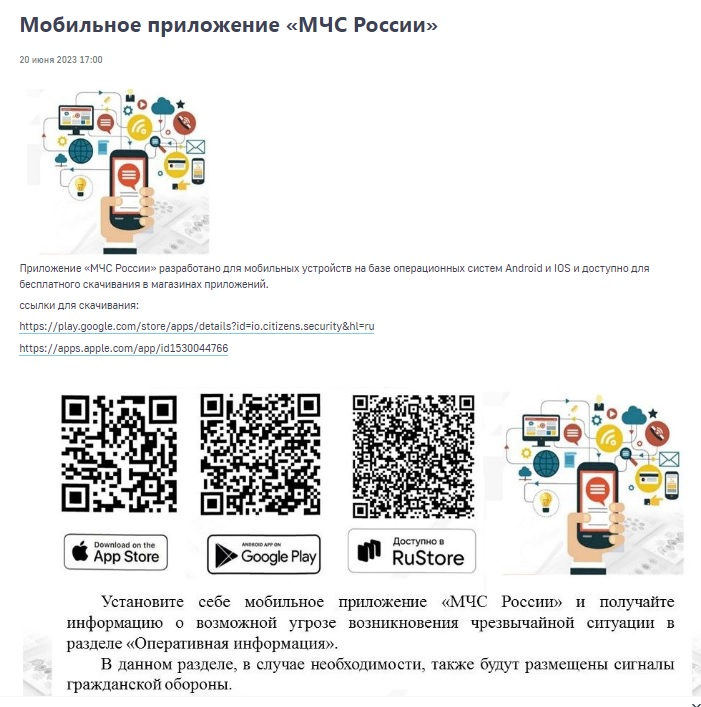 Мобильное приложение «МЧС России»
20 июня 2023 17:00
Приложение «МЧС России» разработано для мобильных устройств на базе операционных систем Android и IOS и доступно для
бесплатного скачивания в магазинах приложений.
ссылки для скачивания:
https://play.google.com/store/apps/details?id=io.citizens.security&hl=ru
https://apps.apple.com/app/id1530044766
Download on the
App Store
ANDROID APP ON
Google Play
Доступно в
RuStore
Установите себе мобильное приложение «МЧС России» и получайте
информацию о возможной угрозе возникновения чрезвычайной ситуации в
разделе «Оперативная информация».
В данном разделе, в случае необходимости, также будут размещены сигналы
гражданской обороны.